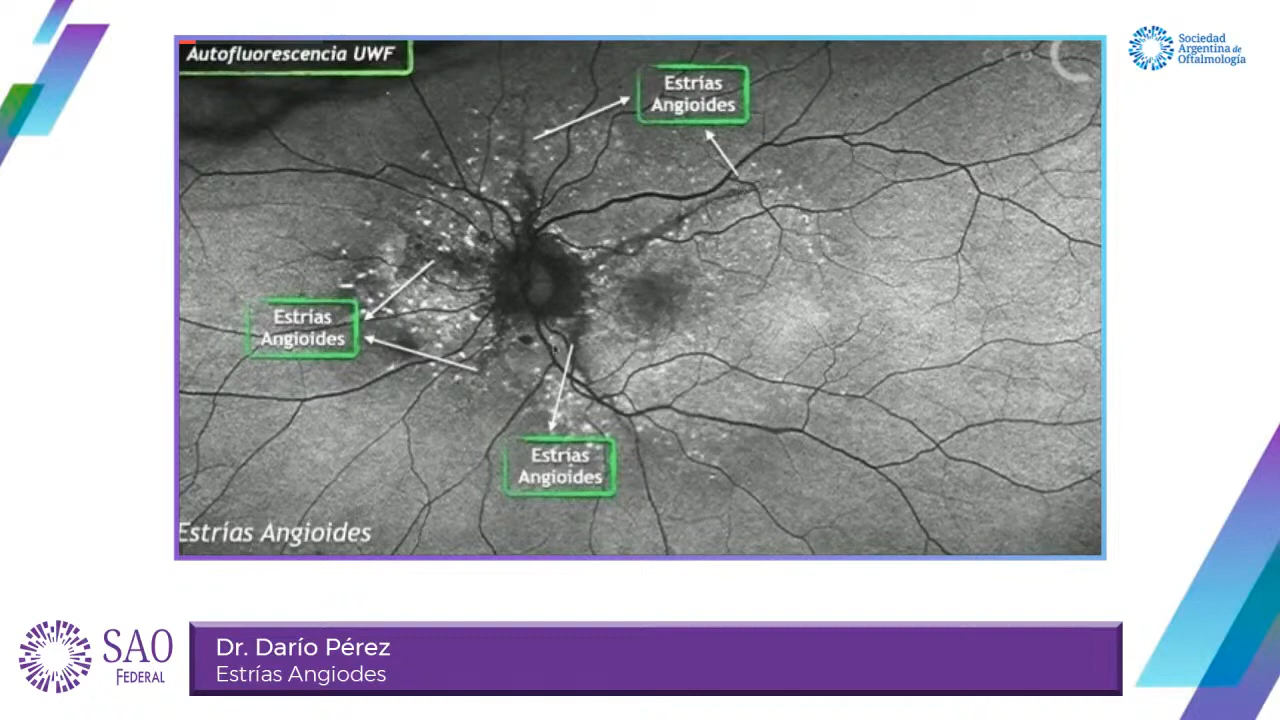 Autofluorescencia UWF
Sociedad
Argentina de
Oftalmología
Estrías
Angioides
Estrías
Angioides
Estrías
Angioides
Estrías Angioides
SAO
FEDERAL
Dr. Darío Pérez
Estrías Angiodes